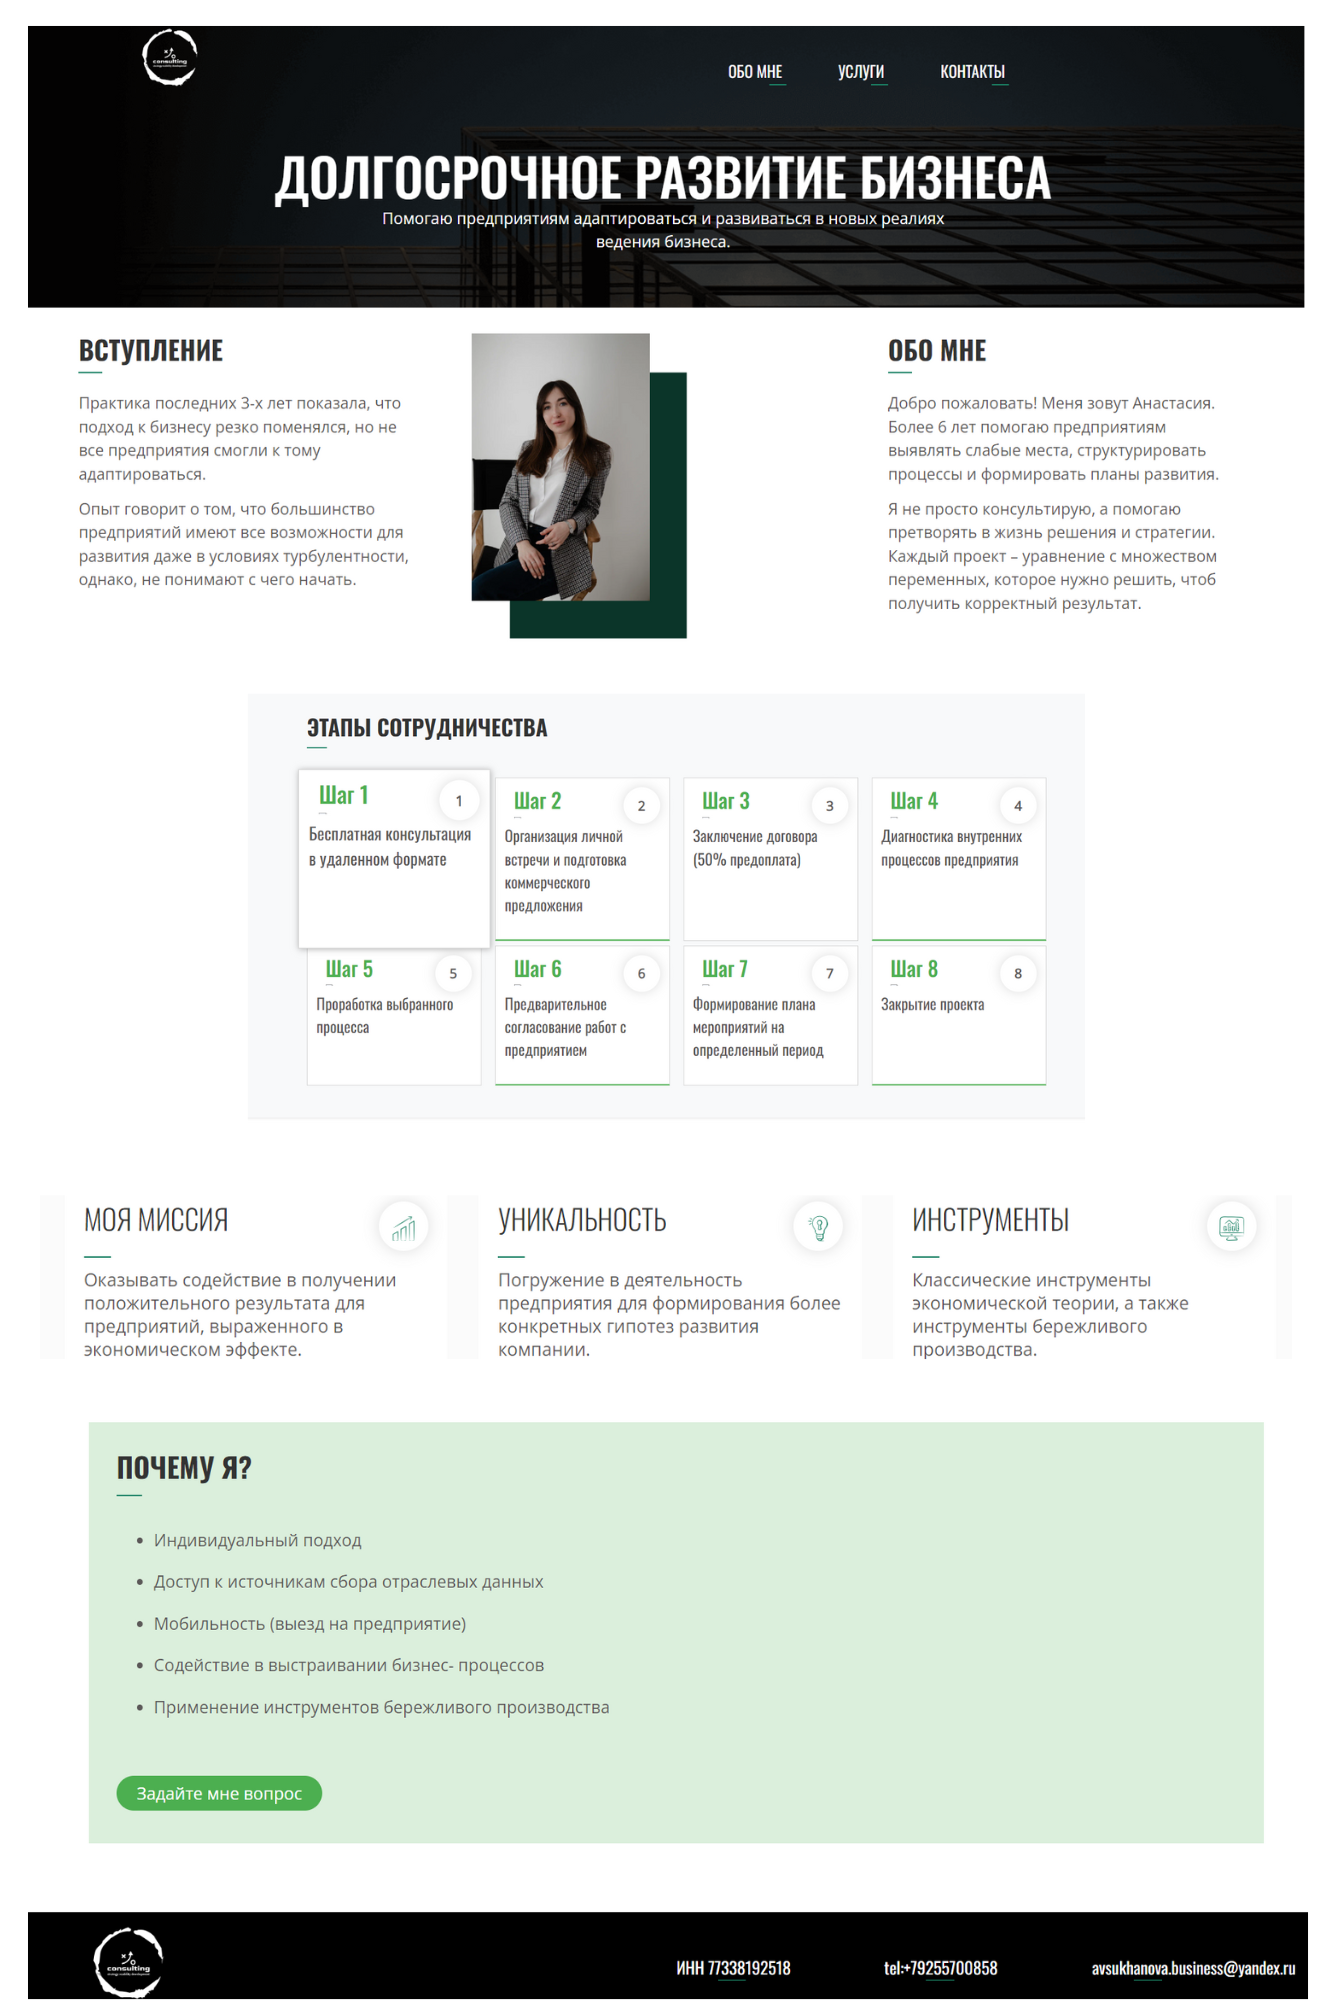 consulting
ОБО МНЕ
УСЛУГИ
КОНТАКТЫ
ДОЛГОСРОЧНОЕ РАЗВИТИЕ БИЗНЕСА
Помогаю предприятиям адаптироваться и развиваться в новых реалиях
ведения бизнеса.
ВСТУПЛЕНИЕ
Практика последних 3-х лет показала, что
подход к бизнесу резко поменялся, но не
все предприятия смогли к тому
адаптироваться.
Опыт говорит о том, что большинство
предприятий имеют все возможности для
развития даже в условиях турбулентности,
однако, не понимают с чего начать.
ОБО МНЕ
Добро пожаловать! Меня зовут Анастасия.
Более 6 лет помогаю предприятиям
выявлять слабые места, структурировать
процессы и формировать планы развития.
Я не просто консультирую, а помогаю
претворять в жизнь решения и стратегии.
Каждый проект – уравнение с множеством
переменных, которое нужно решить, чтоб
получить корректный результат.
ЭТАПЫ СОТРУДНИЧЕСТВА
Шаг 1
1
Бесплатная консультация
в удаленном формате
Шаг 2
2
Организация личной
встречи и подготовка
коммерческого
предложения
Шаг 3
3
Заключение договора
(50% предоплата)
Шаг 4
4
Диагностика внутренних
процессов предприятия
Шаг 5
5
Проработка выбранного
процесса
Шаг 6
6
Предварительное
согласование работ с
предприятием
Шаг 7
7
Формирование плана
мероприятий на
определенный период
Шаг 8
8
Закрытие проекта
МОЯ МИССИЯ
Оказывать содействие в получении
положительного результата для
предприятий, выраженного в
экономическом эффекте.
УНИКАЛЬНОСТЬ
Погружение в деятельность
предприятия для формирования более
конкретных гипотез развития
компании.
ИНСТРУМЕНТЫ
Классические инструменты
экономической теории, а также
инструменты бережливого
производства.
ПОЧЕМУ Я?
• Индивидуальный подход
• Доступ к источникам сбора отраслевых данных
• Мобильность (выезд на предприятие)
• Содействие в выстраивании бизнес- процессов
• Применение инструментов бережливого производства
Задайте мне вопрос
consulting
ИНН 77338192518
tel:+79255700858
avsukhanova.business@yandex.ru